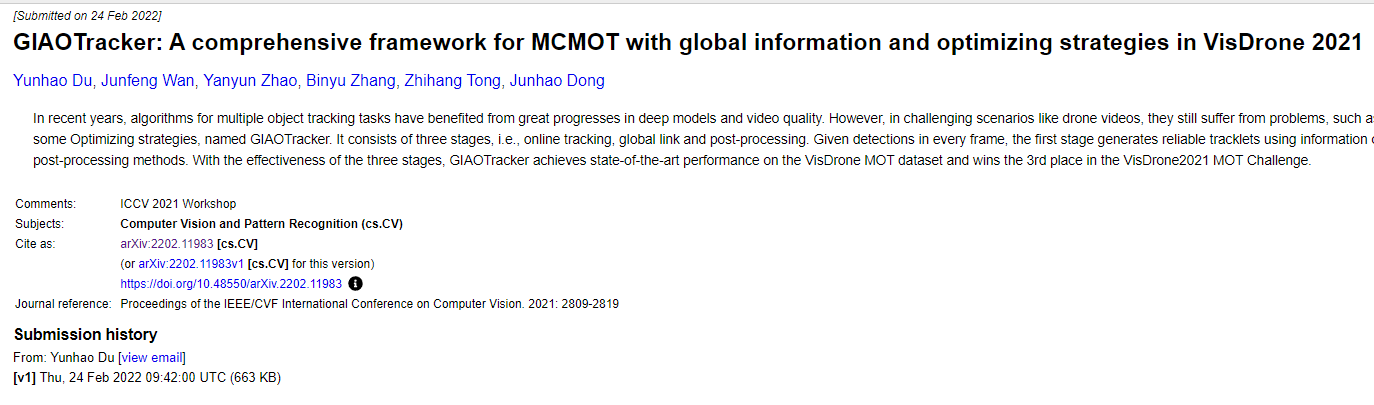 [Submitted on 24 Feb 2022]
GIAOTracker: A comprehensive framework for MCMOT with global information and optimizing strategies in VisDrone 2021
Yunhao Du, Junfeng Wan, Yanyun Zhao, Binyu Zhang, Zhihang Tong, Junhao Dong
In recent years, algorithms for multiple object tracking tasks have benefited from great progresses in deep models and video quality. However, in challenging scenarios like drone videos, they still suffer from problems, such
some Optimizing strategies, named GIAOTracker. It consists of three stages, i.e., online tracking, global link and post-processing. Given detections in every frame, the first stage generates reliable tracklets using information
post-processing methods. With the effectiveness of the three stages, GIAOTracker achieves state-of-the-art performance on the VisDrone MOT dataset and wins the 3rd place in the VisDrone2021 MOT Challenge.
Comments: ICCV 2021 Workshop
Subjects: Computer Vision and Pattern Recognition (cs.CV)
Cite as: arXiv:2202.11983 [cs.CV]
(or arXiv:2202.11983v1 [cs.CV] for this version)
https://doi.org/10.48550/arXiv.2202.11983
Journal reference: Proceedings of the IEEE/CVF International Conference on Computer Vision. 2021: 2809-2819
Submission history
From: Yunhao Du [view email]
[v1] Thu, 24 Feb 2022 09:42:00 UTC (663 KB)